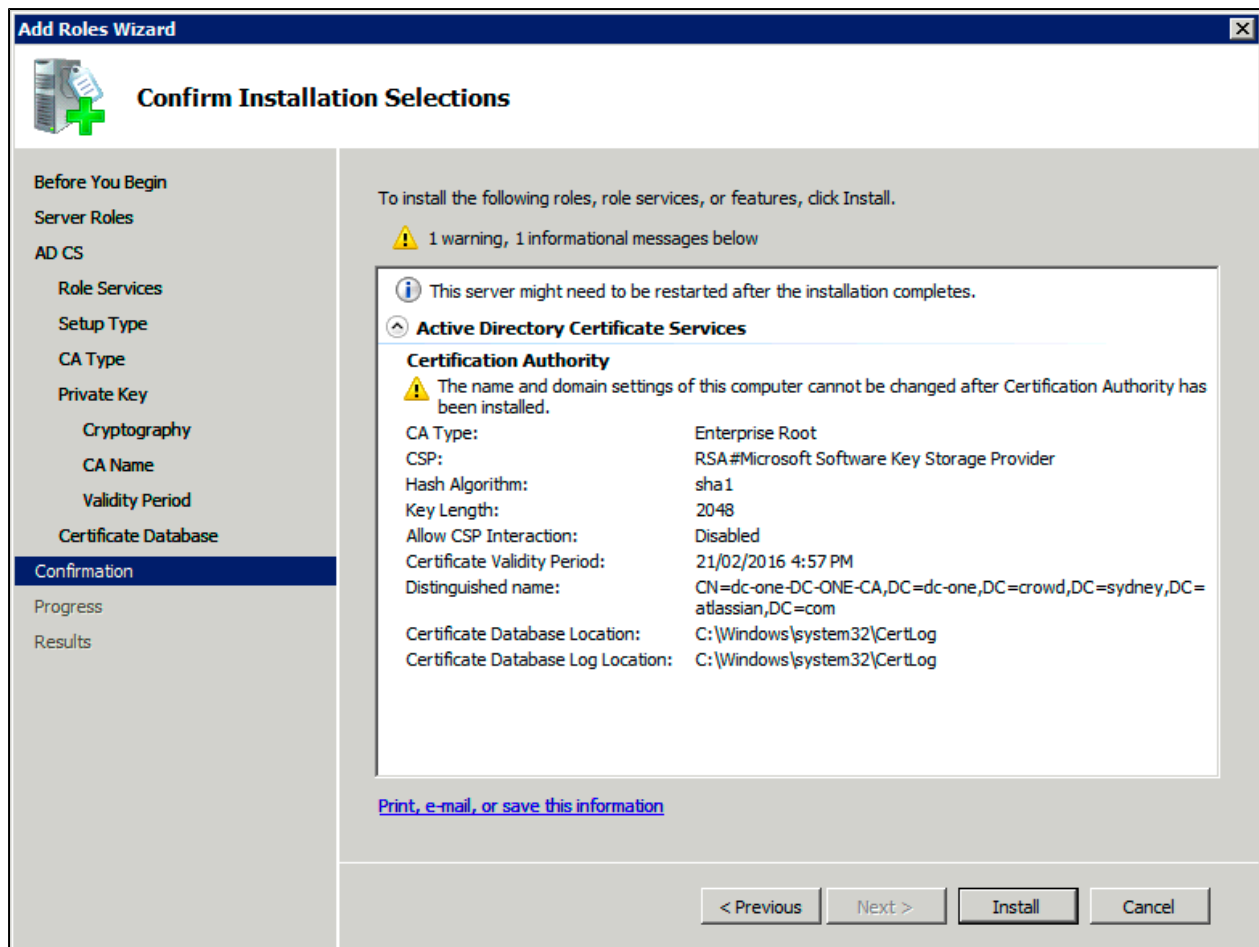 Add Roles Wizard
Confirm Installation Selections
Before You Begin
Server Roles
AD CS
Role Services
Setup Type
CA Type
Private Key
Cryptography
CA Name
Validity Period
Certificate Database
Confirmation
Progress
Results
To install the following roles, role services, or features, click Install.
1 warning, 1 informational messages below
This server might need to be restarted after the installation completes.
Active Directory Certificate Services
Certification Authority
The name and domain settings of this computer cannot be changed after Certification Authority has
been installed.
CA Type: Enterprise Root
CSP: RSA#Microsoft Software Key Storage Provider
Hash Algorithm: sha1
Key Length: 2048
Allow CSP Interaction: Disabled
Certificate Validity Period: 21/02/2016 4:57 PM
Distinguished name: CN=dc-one-DC-ONE-CA,DC=dc-one,DC=crowd,DC=sydney,DC=
atlassian,DC=com
Certificate Database Location: C:\Windows\system32\CertLog
Certificate Database Log Location: C:\Windows\system32\CertLog
Print, e-mail, or save this information
< Previous Next > Install Cancel